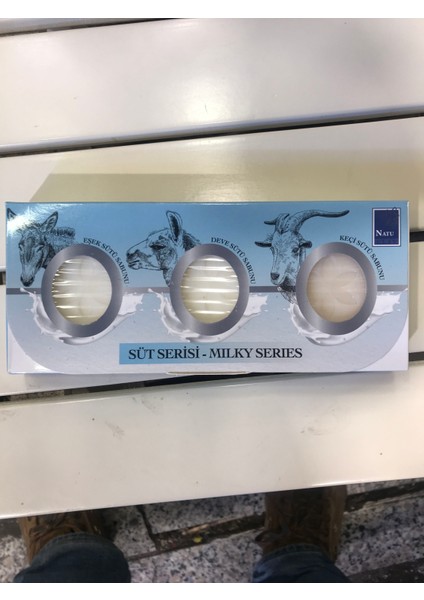 EŞEK SÜTÜ SABUNU
DEVE SÜTÜ SABUNU
KEÇİ SÜTÜ SABUNU
NATU
SÜT SERİSİ - MILKY SERIES